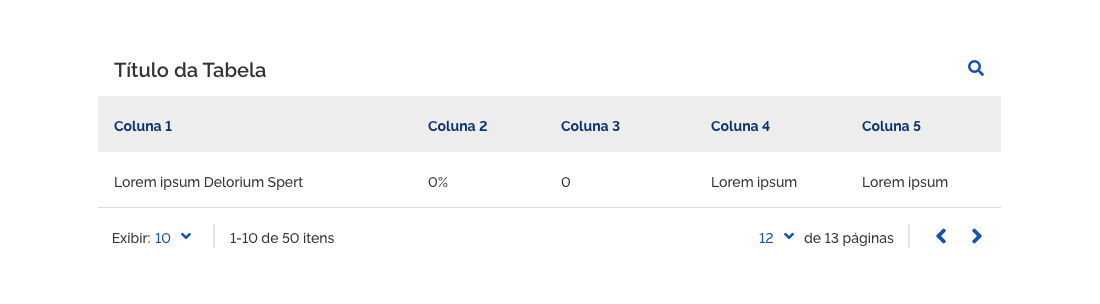 Título da Tabela
Coluna 1 Coluna 2 Coluna 3 Coluna 4 Coluna 5
Lorem ipsum Delorium Spert 0% 0 Lorem ipsum Lorem ipsum
Exibir: 10 1-10 de 50 itens 12 de 13 páginas